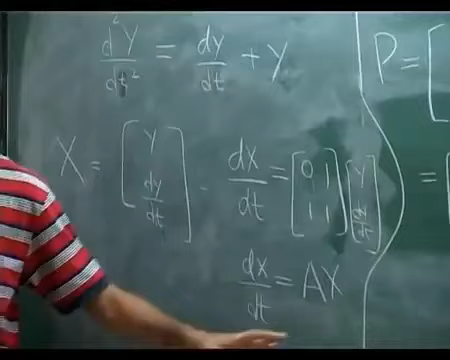 d²y/dt² = dy/dt + y
X = [y; dy/dt]
dx/dt = [0 1; 1 1] [y; dy/dt]
dx/dt = AX
P = [
= [